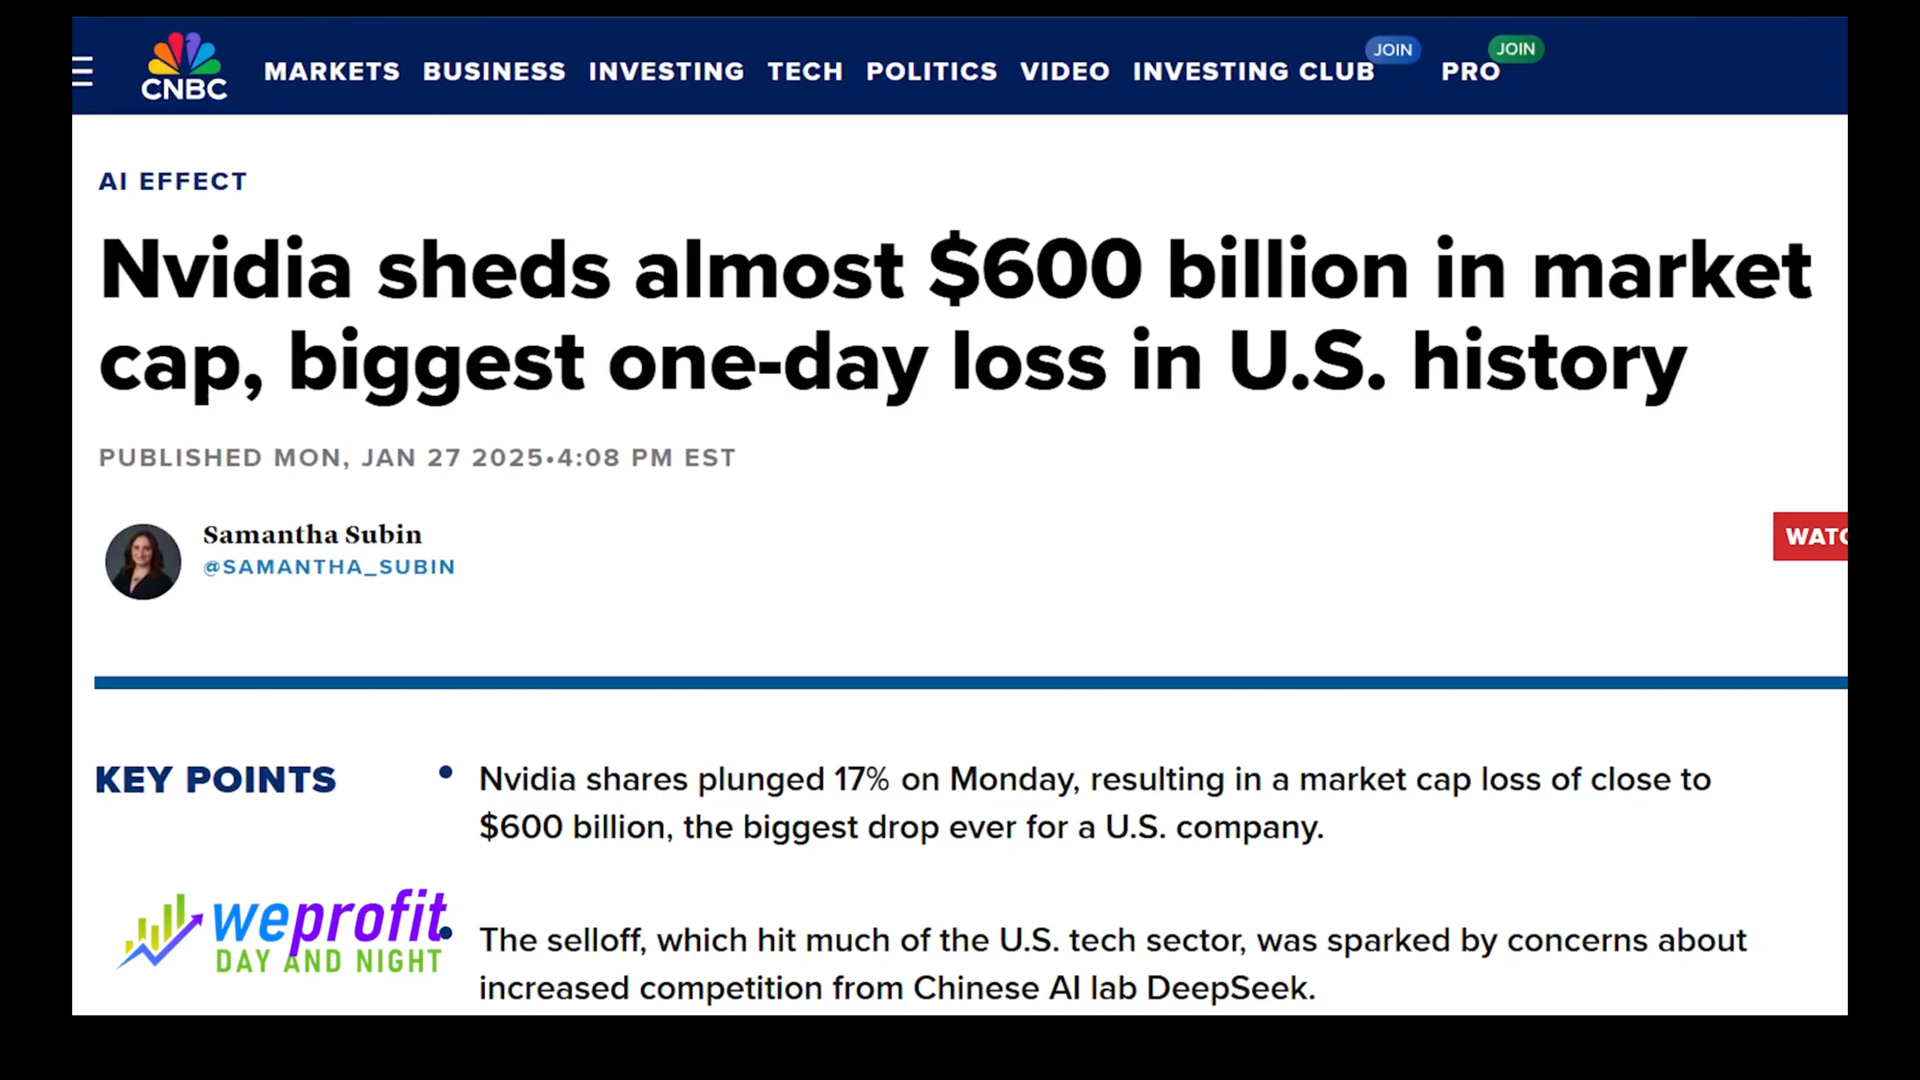 CNBC
MARKETS BUSINESS INVESTING TECH POLITICS VIDEO INVESTING CLUB JOIN PRO JOIN
AI EFFECT
Nvidia sheds almost $600 billion in market
cap, biggest one-day loss in U.S. history
PUBLISHED MON, JAN 27 2025•4:08 PM EST
Samantha Subin
@SAMANTHA_SUBIN
WATC
KEY POINTS
• Nvidia shares plunged 17% on Monday, resulting in a market cap loss of close to
$600 billion, the biggest drop ever for a U.S. company.
weprofit
DAY AND NIGHT
• The selloff, which hit much of the U.S. tech sector, was sparked by concerns about
increased competition from Chinese AI lab DeepSeek.